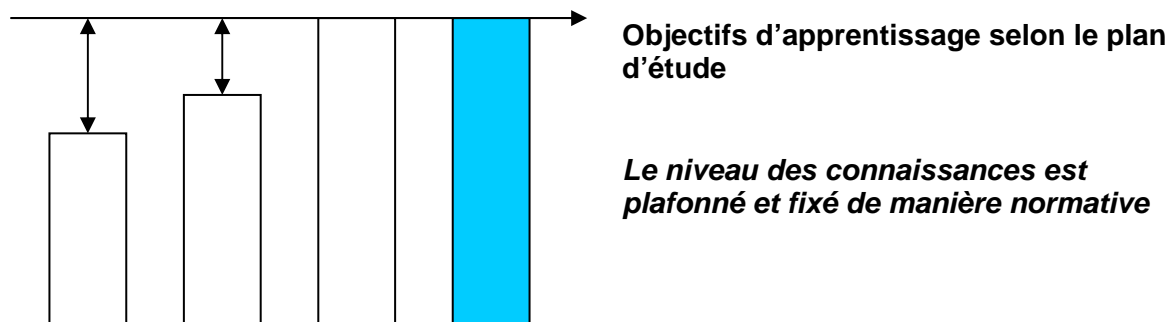 Objectifs d'apprentissage selon le plan
d'étude
Le niveau des connaissances est
plafonné et fixé de manière normative